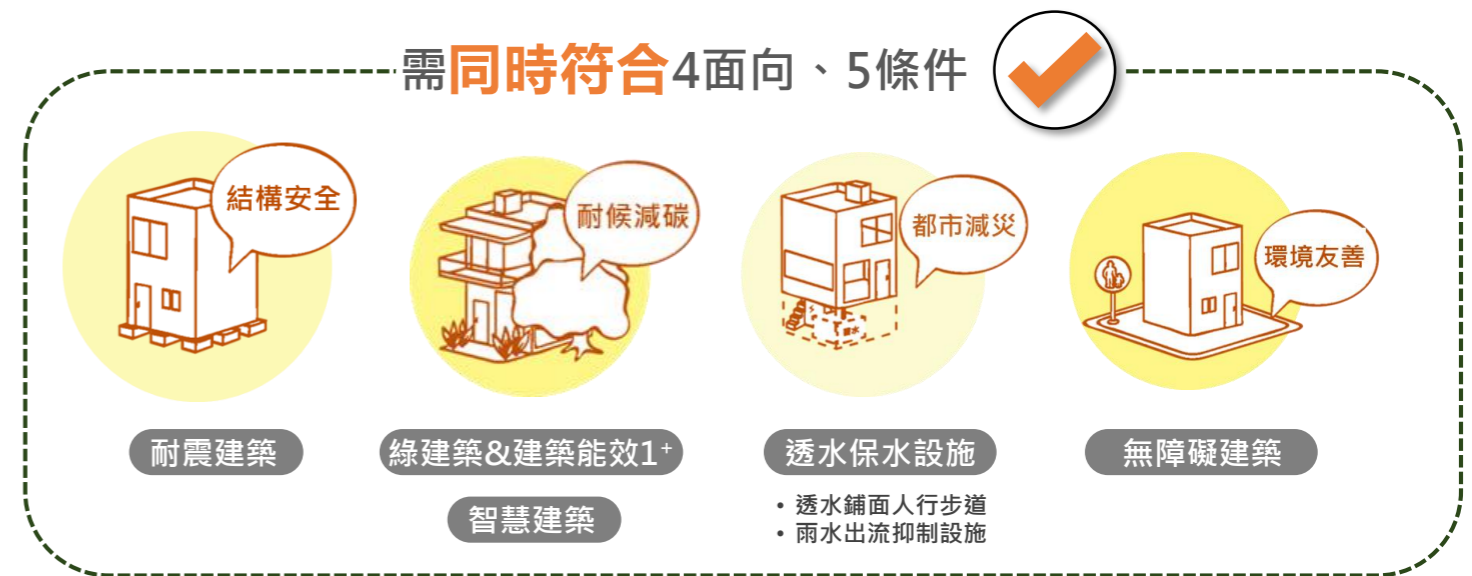 需同時符合4面向、5條件
結構安全
耐候減碳
都市減災
環境友善
耐震建築
綠建築&建築能效1+
智慧建築
透水保水設施
• 透水鋪面人行步道
• 雨水出流抑制設施
無障礙建築